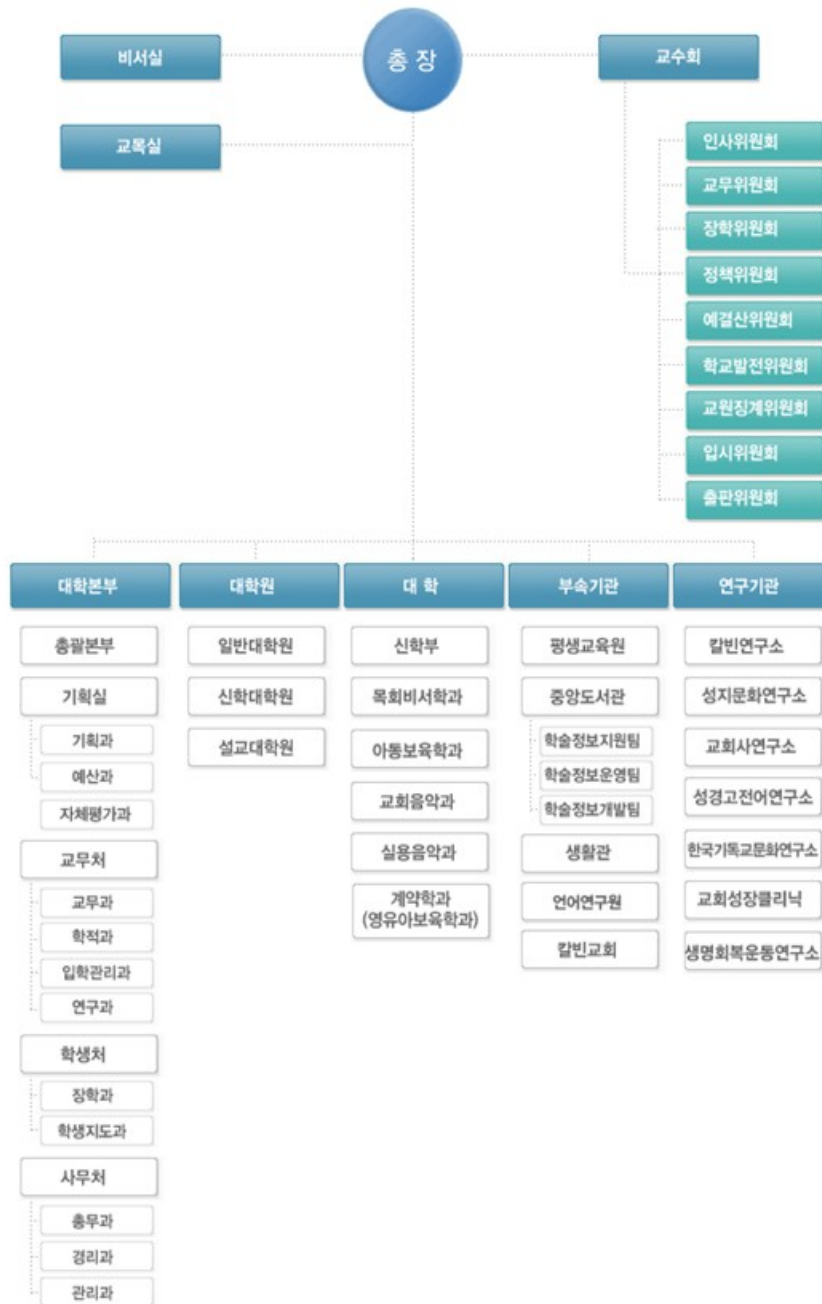 총 장
비서실
교수회
교목실
인사위원회
교무위원회
장학위원회
정책위원회
예결산위원회
학교발전위원회
교원징계위원회
입시위원회
출판위원회
대학본부
총괄본부
기획실
기획과
예산과
자체평가과
교무처
교무과
학적과
입학관리과
연구과
학생처
장학과
학생지도과
사무처
총무과
경리과
관리과
대학원
일반대학원
신학대학원
설교대학원
대 학
신학부
목회비서학과
아동보육학과
교회음악과
실용음악과
계약학과
(영유아보육학과)
부속기관
평생교육원
중앙도서관
학술정보지원팀
학술정보운영팀
학술정보개발팀
생활관
언어연구원
칼빈교회
연구기관
칼빈연구소
성지문화연구소
교회사연구소
성경고전어연구소
한국기독교문화연구소
교회성장클리닉
생명회복운동연구소